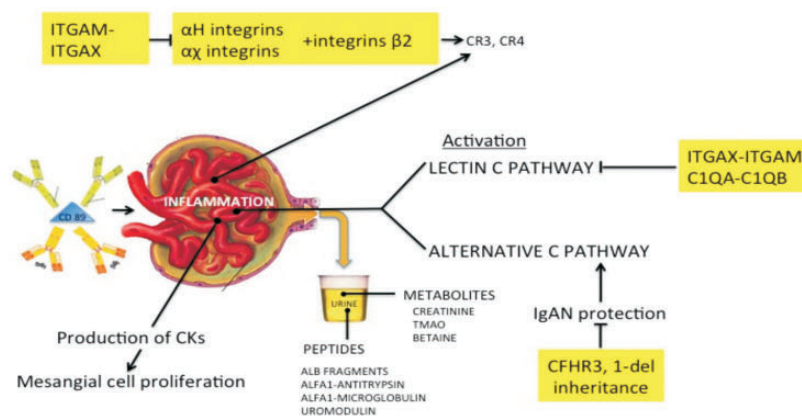 ITGAM-
ITGAX
αH integrins
αχ integrins
+integrins β2
CR3, CR4
Activation
LECTIN C PATHWAY
ITGAX-ITGAM
C1QA-C1QB
INFLAMMATION
CD 89
ALTERNATIVE C PATHWAY
URINE
METABOLITES
CREATININE
TMAO
BETAINE
IgAN protection
Production of CKs
PEPTIDES
Mesangial cell proliferation
ALB FRAGMENTS
ALFA1-ANTITRYPSIN
ALFA1-MICROGLOBULIN
UROMODULIN
CFHR3, 1-del
inheritance